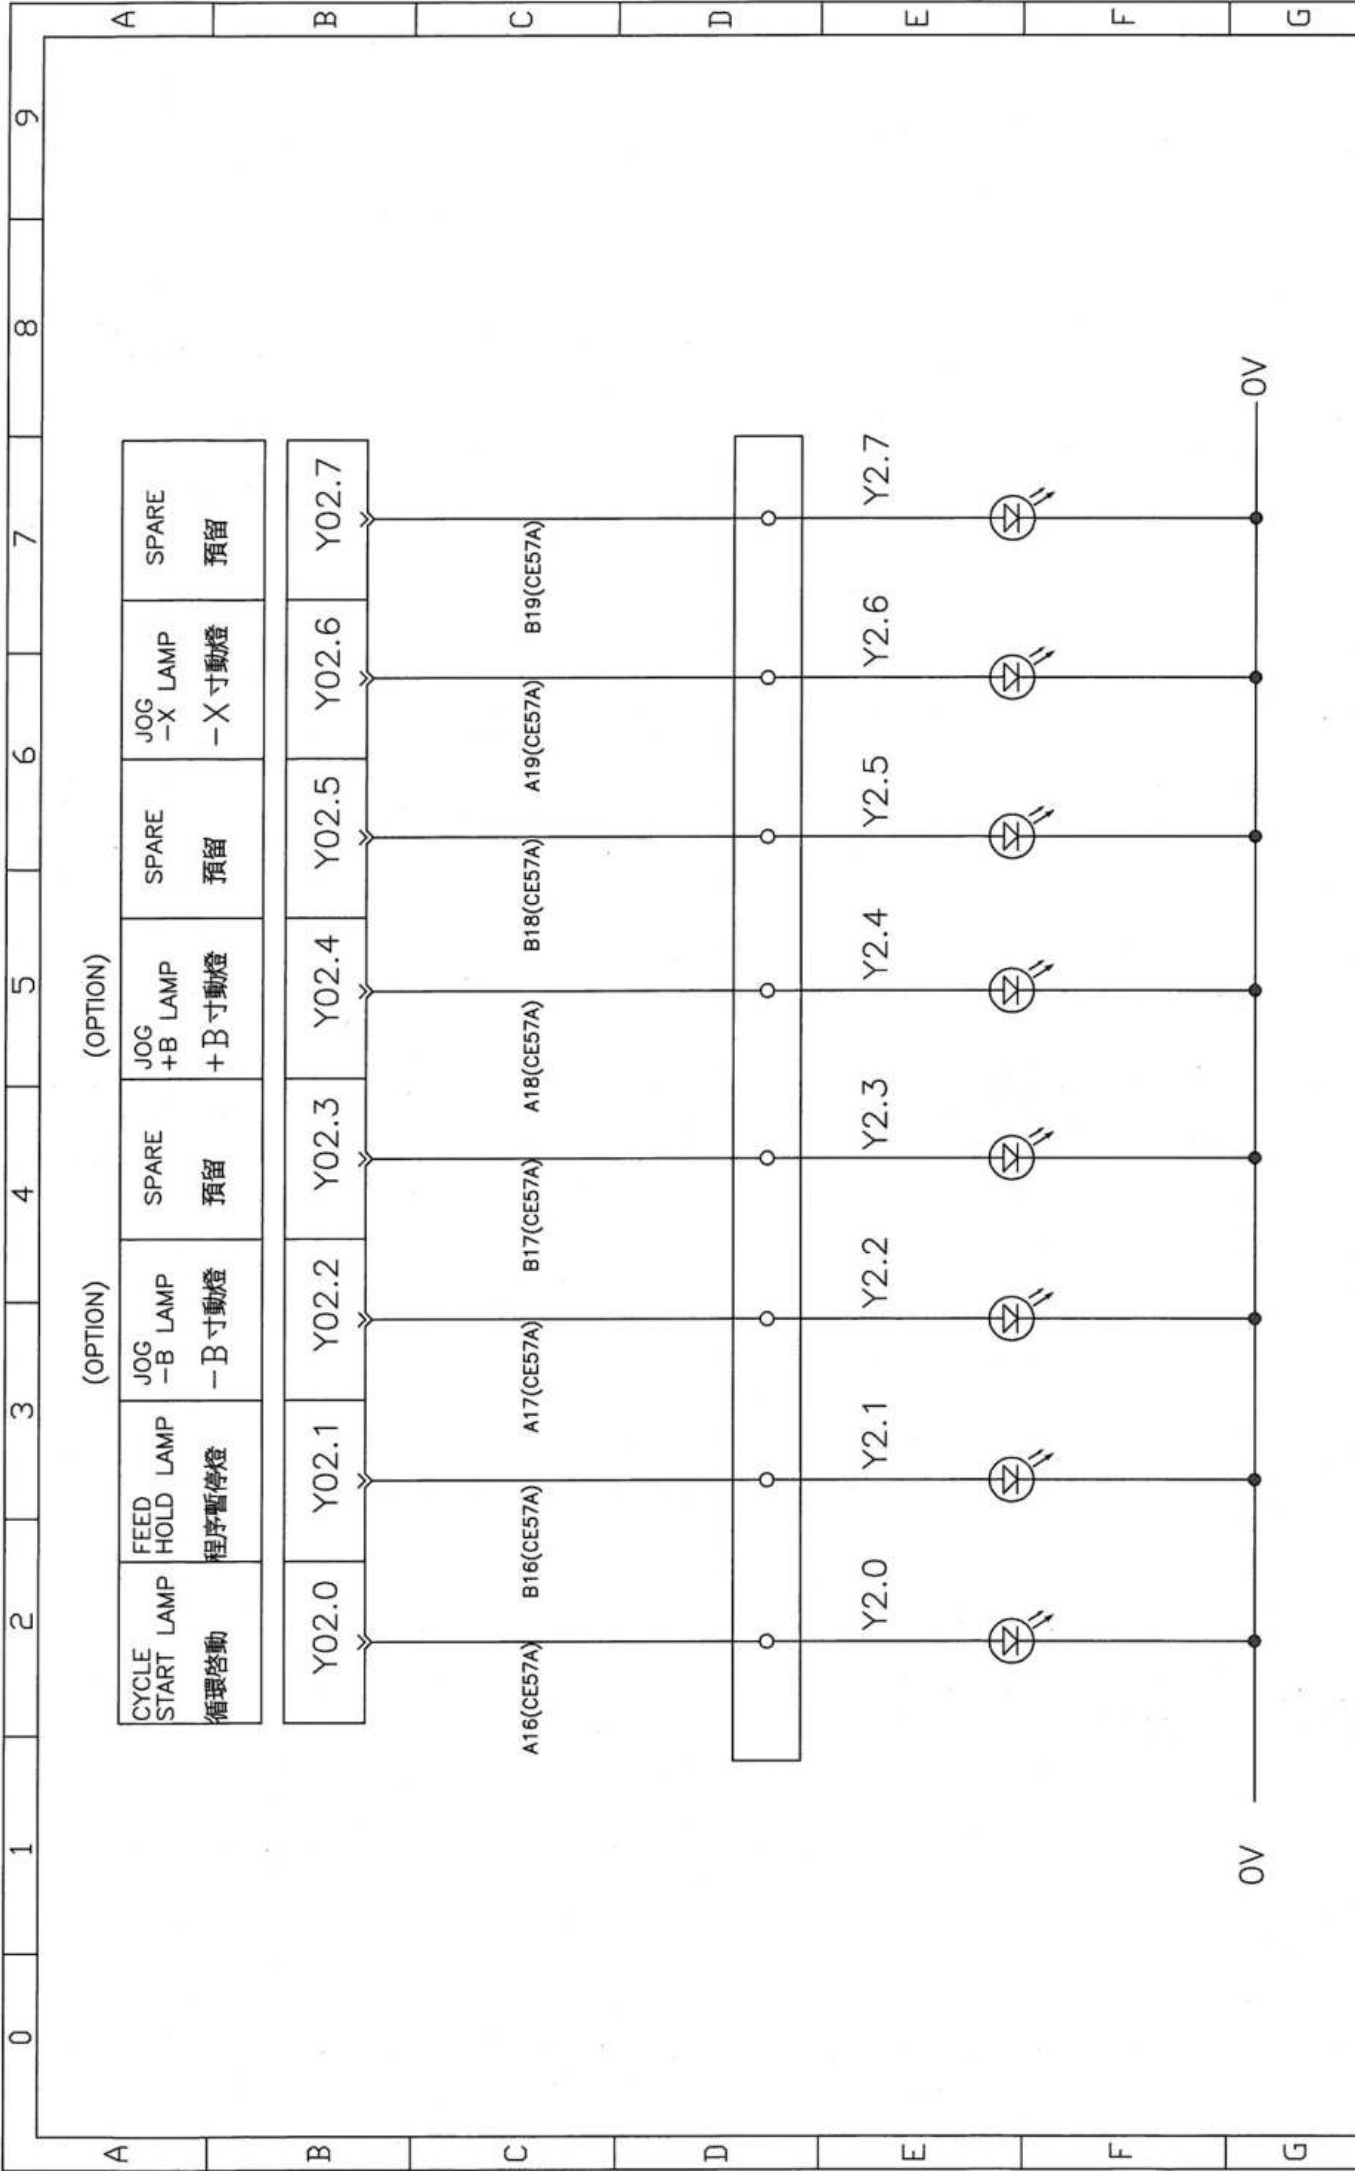 0 1 2 3 4 5 6 7 8 9
A
(OPTION) (OPTION)
CYCLE START LAMP
循環啓動
FEED HOLD LAMP
程序暫停燈
JOG -B LAMP
-B寸動燈
SPARE
預留
JOG +B LAMP
+B寸動燈
SPARE
預留
JOG -X LAMP
-X寸動燈
SPARE
預留
A
B
Y02.0 Y02.1 Y02.2 Y02.3 Y02.4 Y02.5 Y02.6 Y02.7
B
C
A16(CE57A) B16(CE57A) A17(CE57A) B17(CE57A) A18(CE57A) B18(CE57A) A19(CE57A) B19(CE57A)
C
D
D
E
Y2.0 Y2.1 Y2.2 Y2.3 Y2.4 Y2.5 Y2.6 Y2.7
E
F
F
G
0V 0V
G